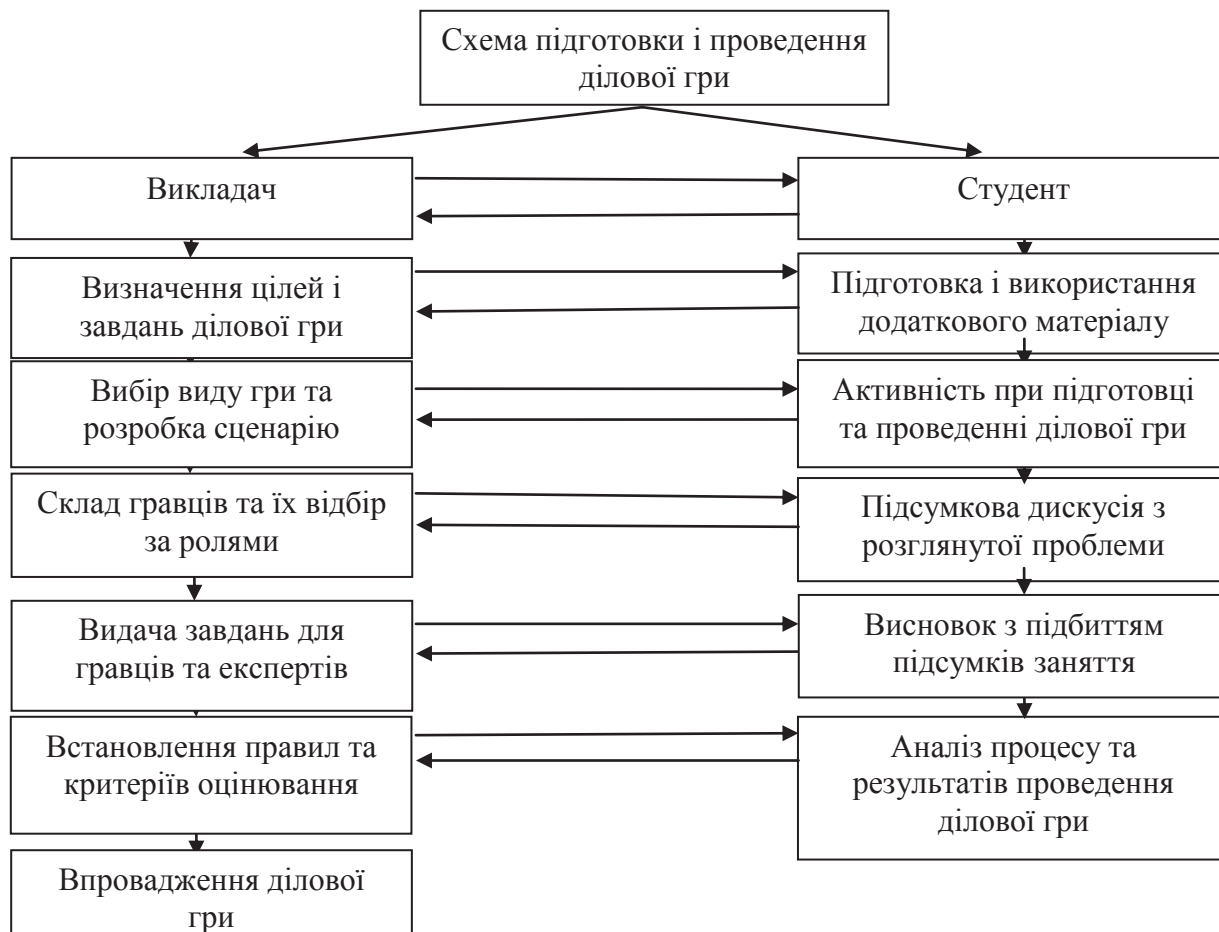 Схема підготовки і проведення
ділової гри
Викладач
Студент
Визначення цілей і
завдань ділової гри
Підготовка і використання
додаткового матеріалу
Вибір виду гри та
розробка сценарію
Активність при підготовці
та проведенні ділової гри
Склад гравців та їх відбір
за ролями
Підсумкова дискусія з
розглянутої проблеми
Видача завдань для
гравців та експертів
Висновок з підбиттям
підсумків заняття
Встановлення правил та
критеріїв оцінювання
Аналіз процесу та
результатів проведення
ділової гри
Впровадження ділової
гри